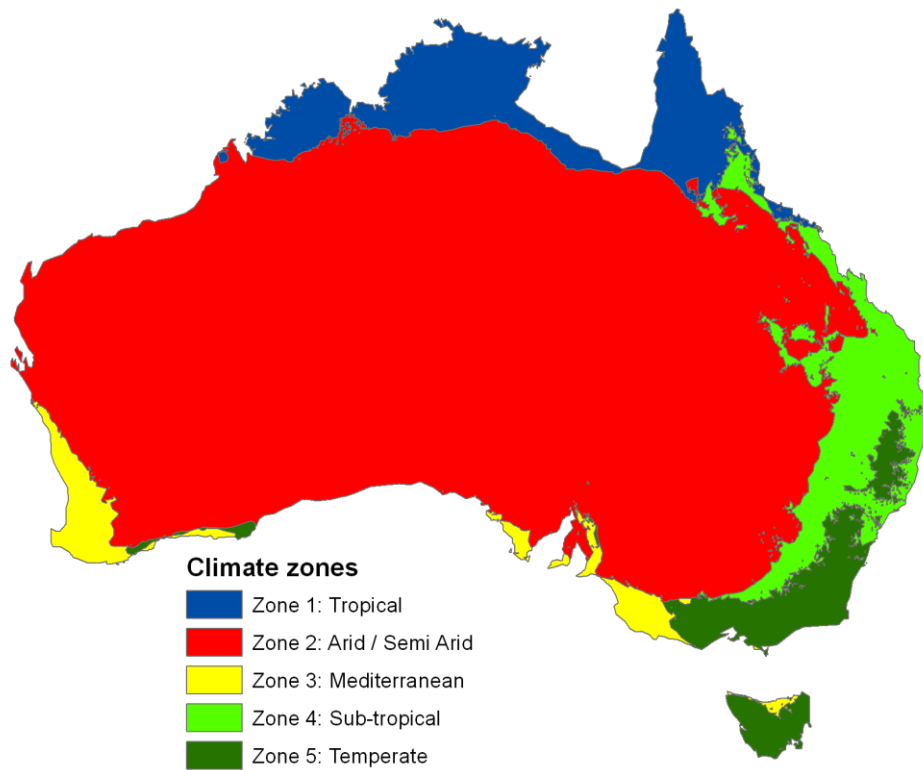 Climate zones
Zone 1: Tropical
Zone 2: Arid / Semi Arid
Zone 3: Mediterranean
Zone 4: Sub-tropical
Zone 5: Temperate